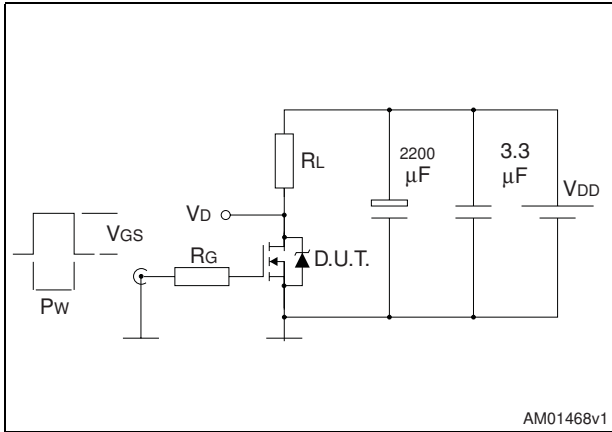 RL
2200
μF
3.3
μF
VDD
VD
VGS
RG
D.U.T.
PW
AM01468v1